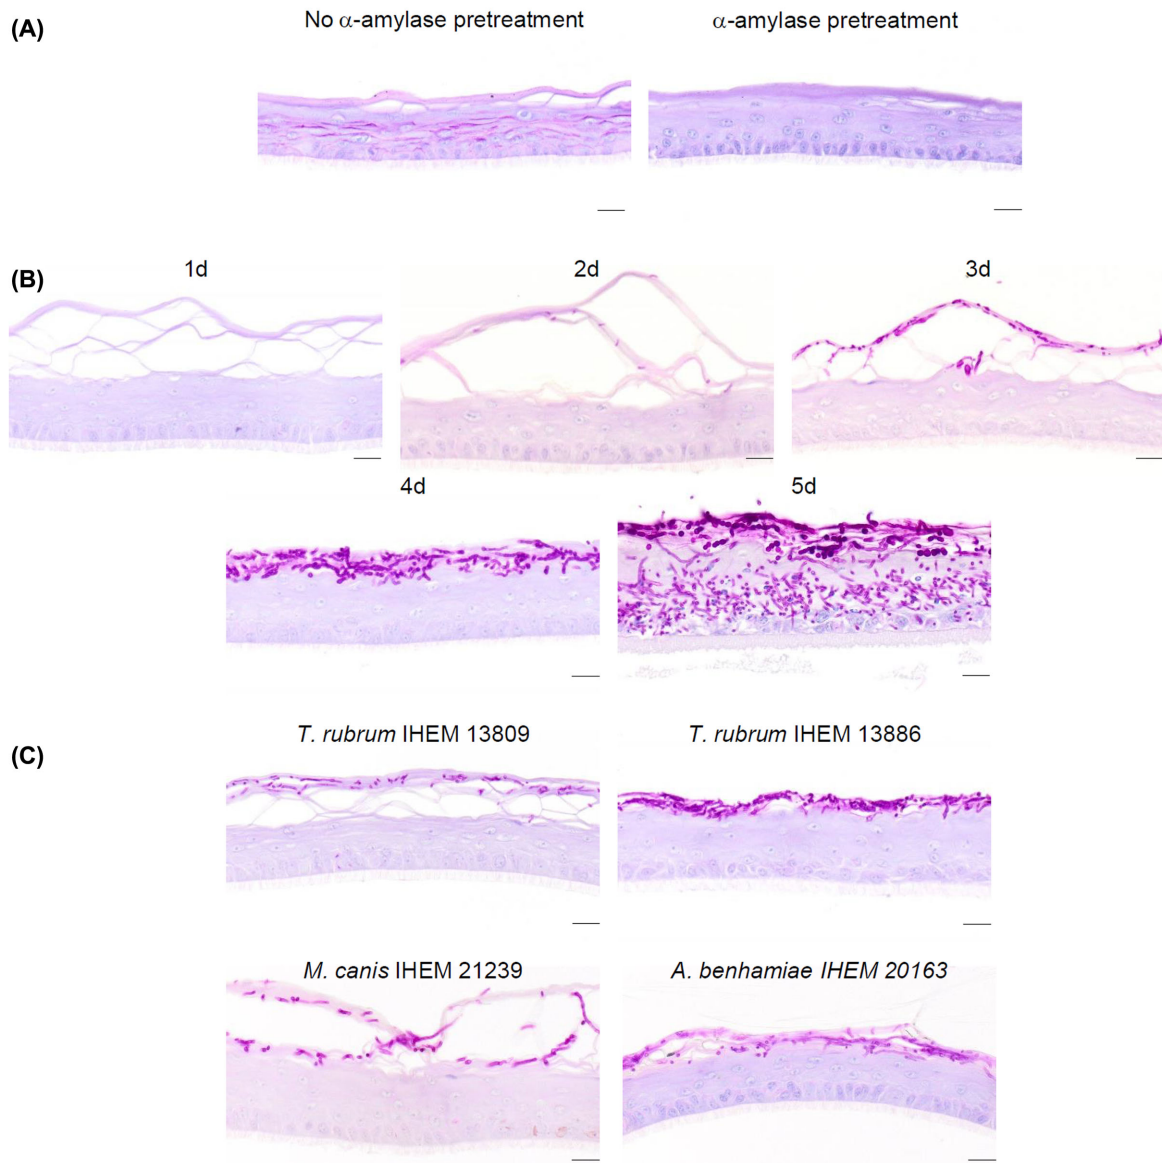 (A)
No α-amylase pretreatment
α-amylase pretreatment
(B)
1d
2d
3d
4d
5d
(C)
T. rubrum IHEM 13809
T. rubrum IHEM 13886
M. canis IHEM 21239
A. benhamiae IHEM 20163